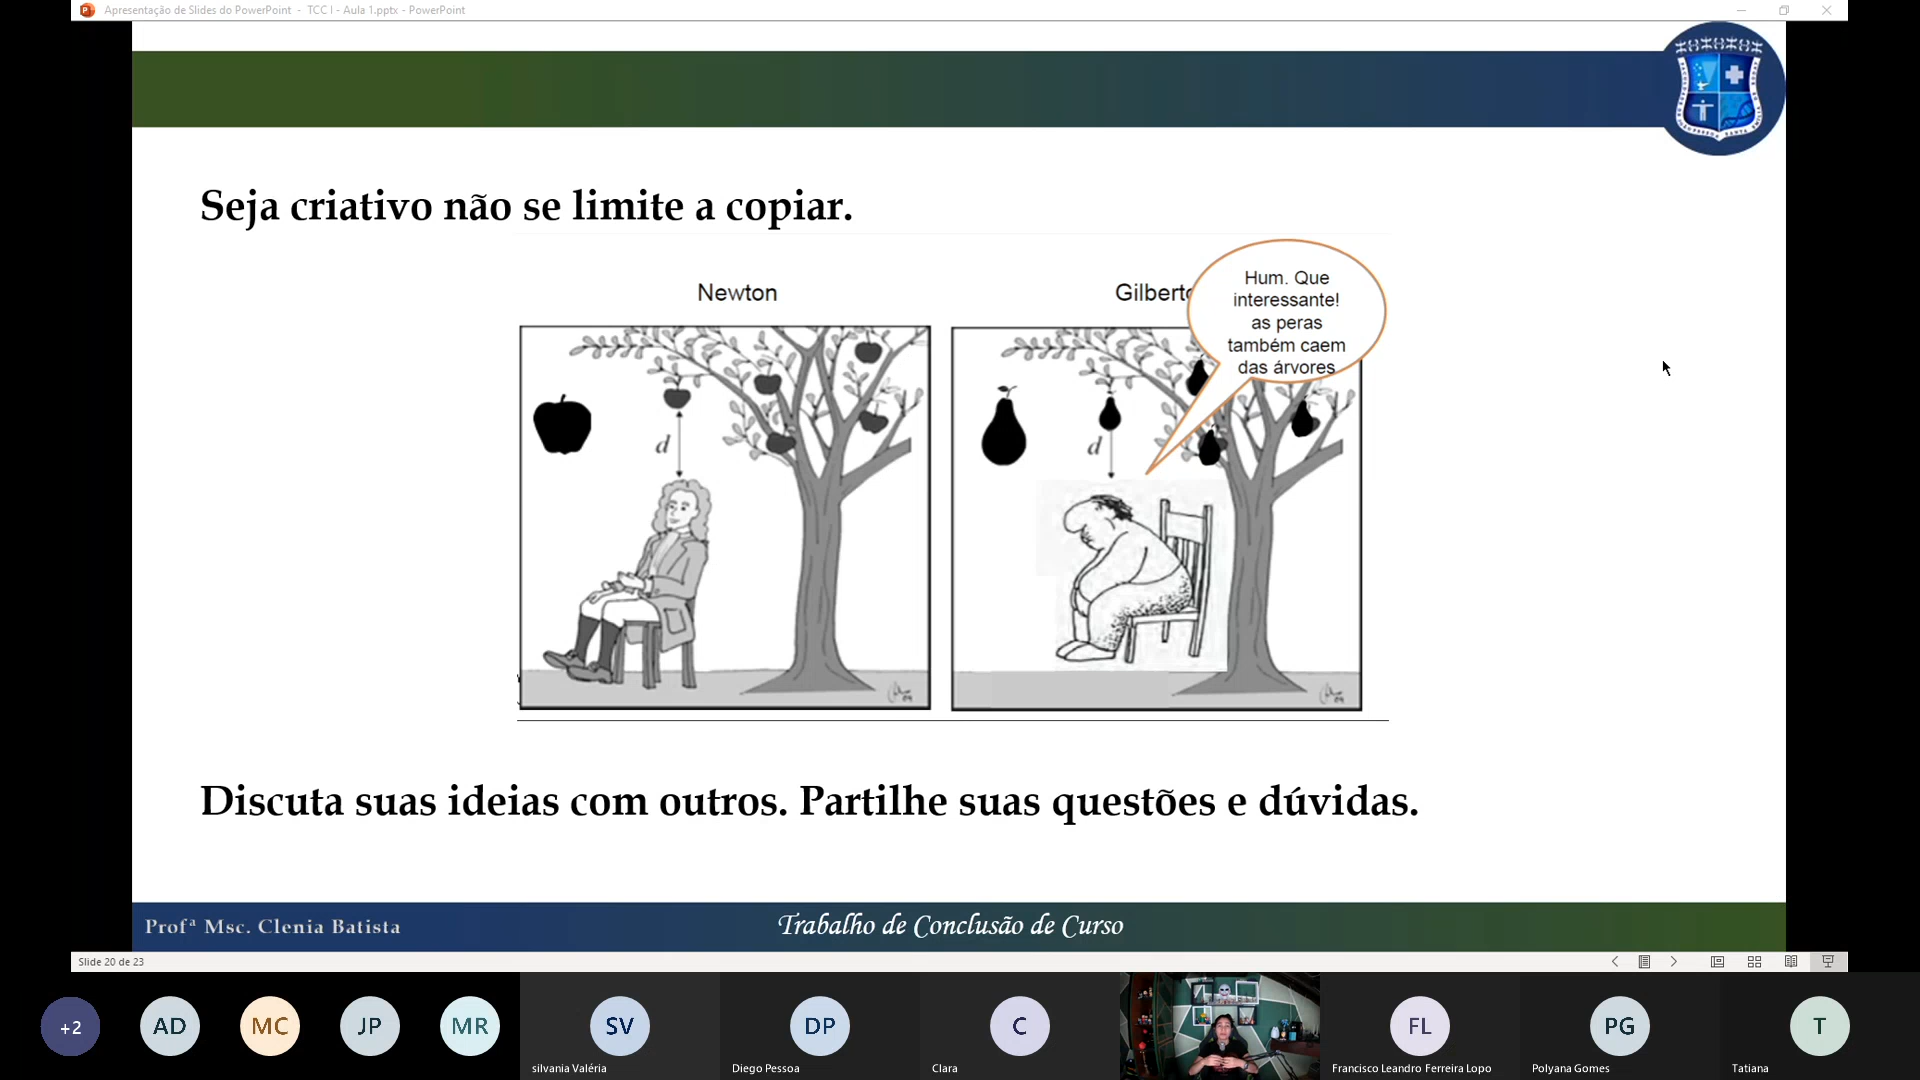 Apresentação de Slides do PowerPoint - TCC I - Aula 1.pptx - PowerPoint
Seja criativo não se limite a copiar.
Newton
Gilberto
Hum. Que
interessante!
as peras
também caem
das árvores
d
d
Discuta suas ideias com outros. Partilhe suas questões e dúvidas.
Profª Msc. Clenia Batista
Trabalho de Conclusão de Curso
Slide 20 de 23
+2
AD
MC
JP
MR
SV
DP
C
FL
PG
T
silvania Valéria
Diego Pessoa
Clara
Francisco Leandro Ferreira Lopo
Polyana Gomes
Tatiana